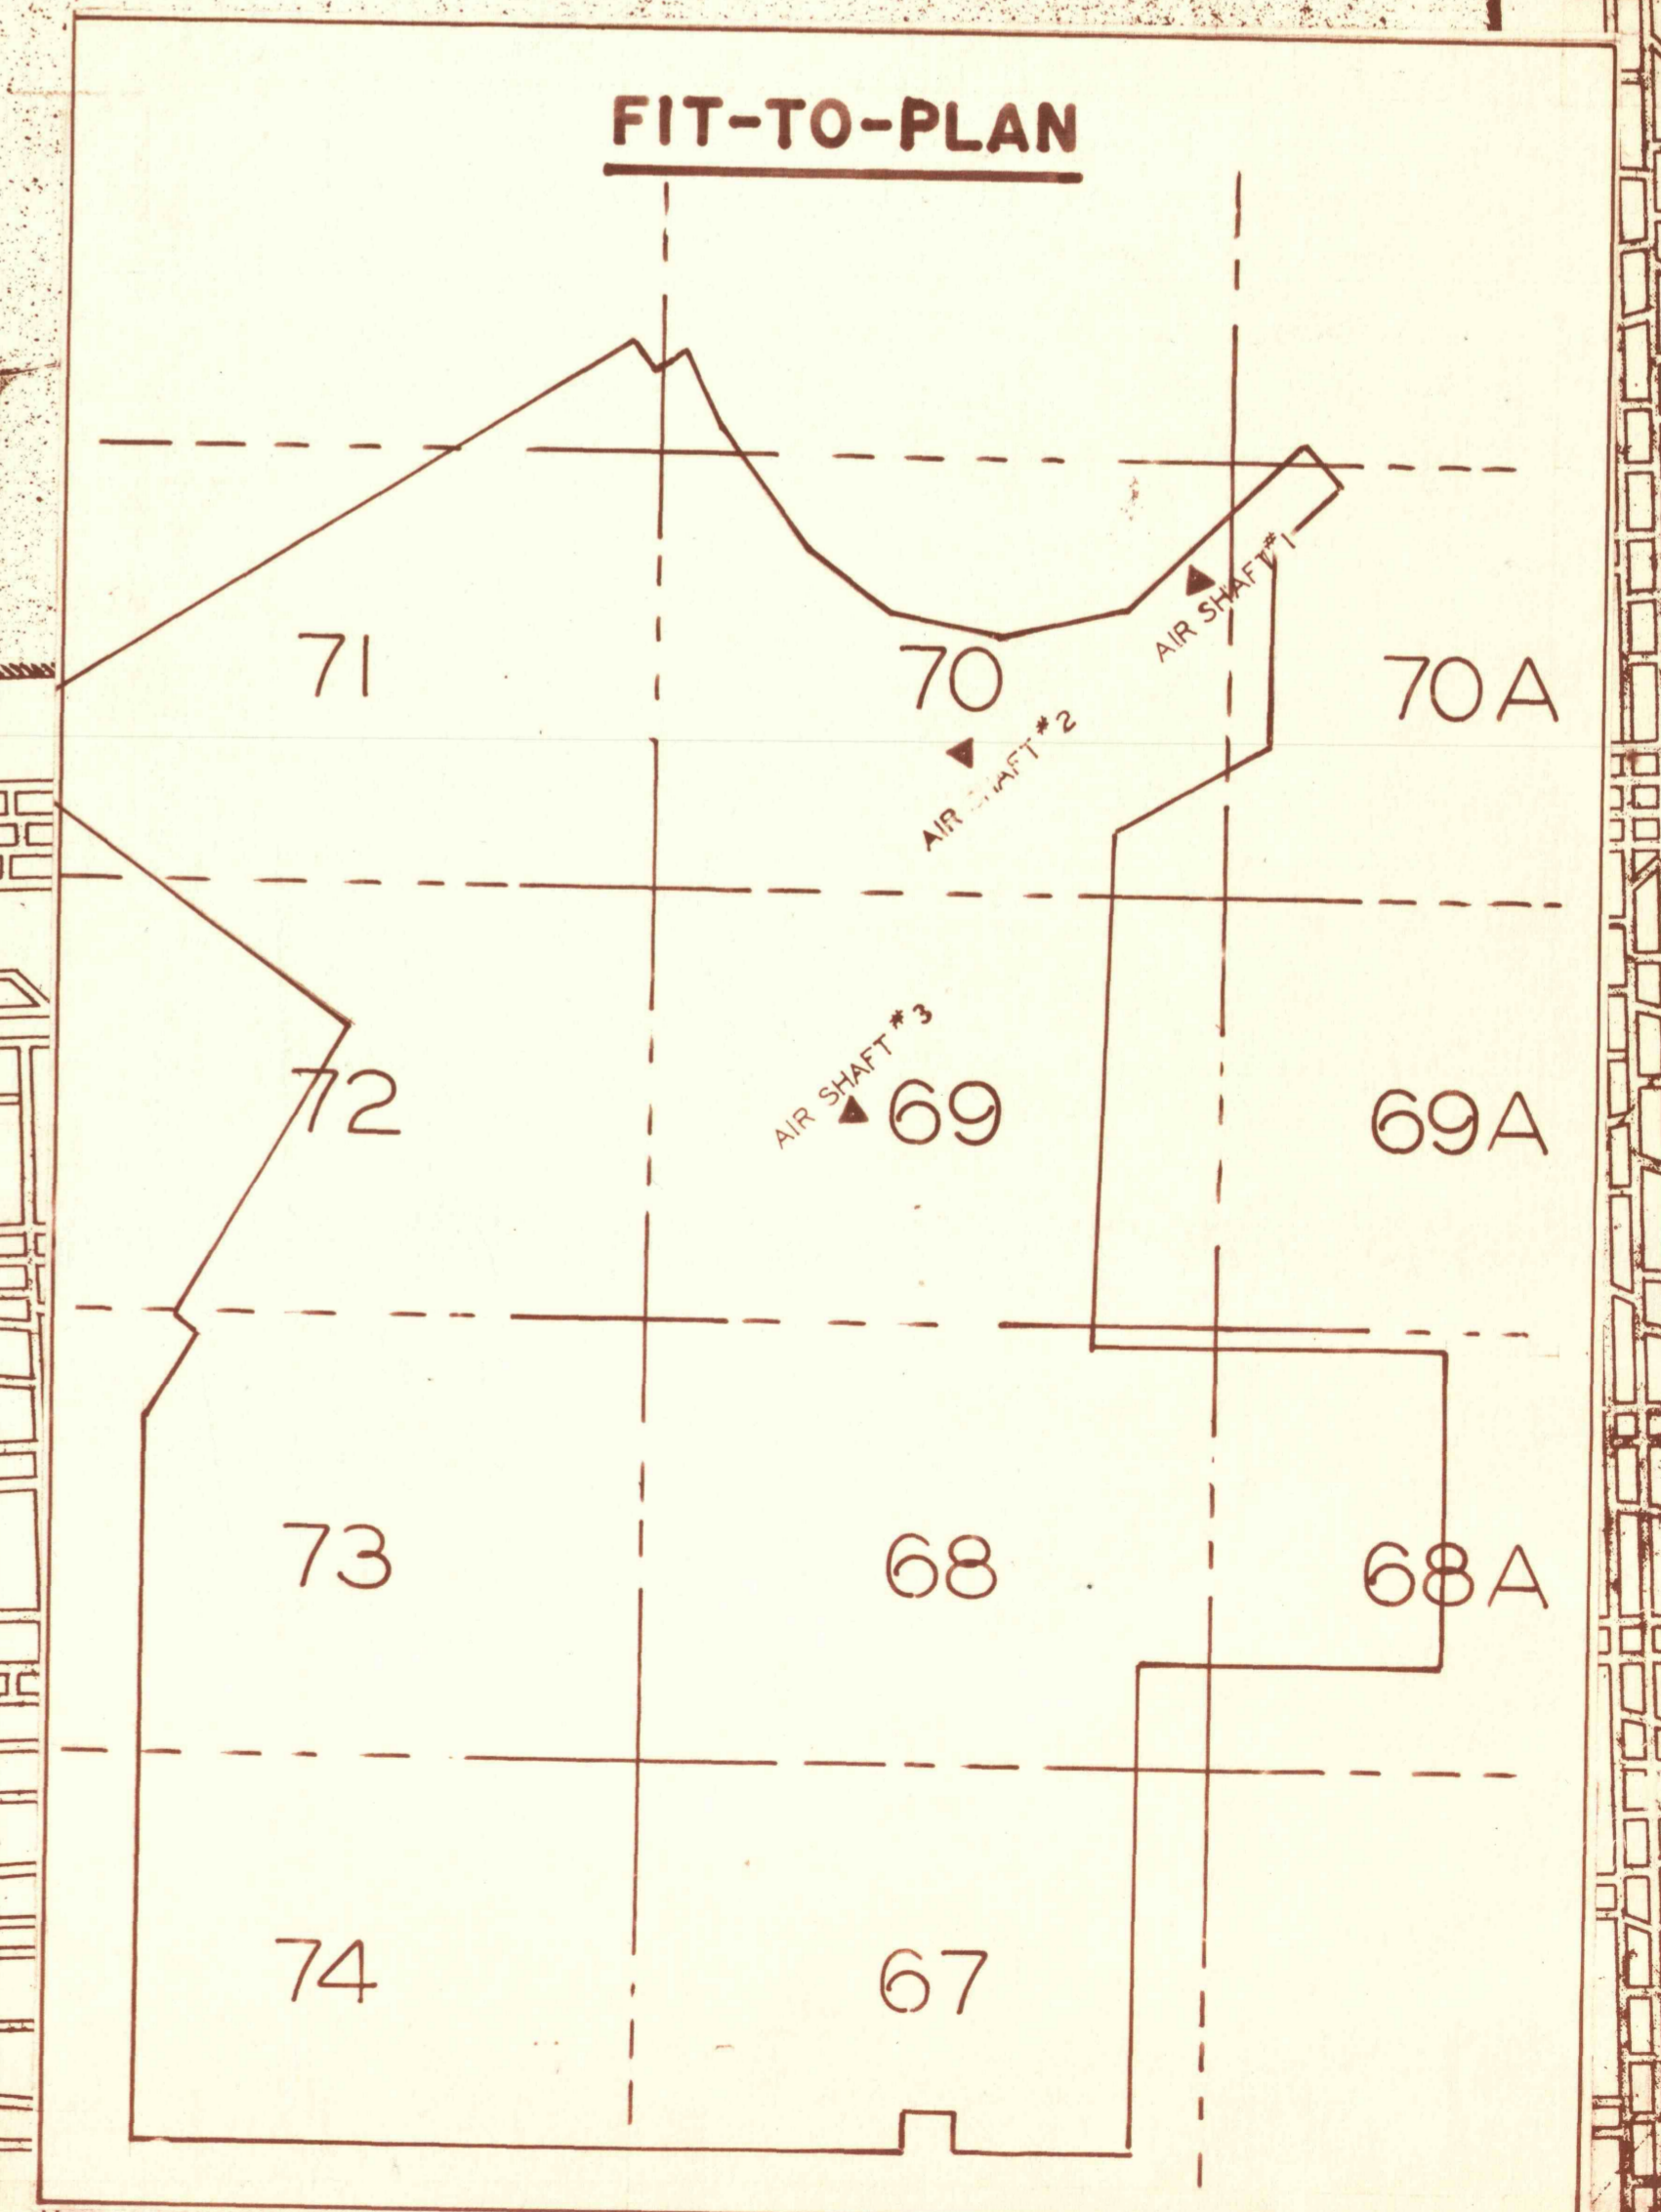 FIT-TO-PLAN
71
70
70A
AIR SHAFT #1
AIR SHAFT #2
72
AIR SHAFT #3
69
69A
73
68
68A
74
67